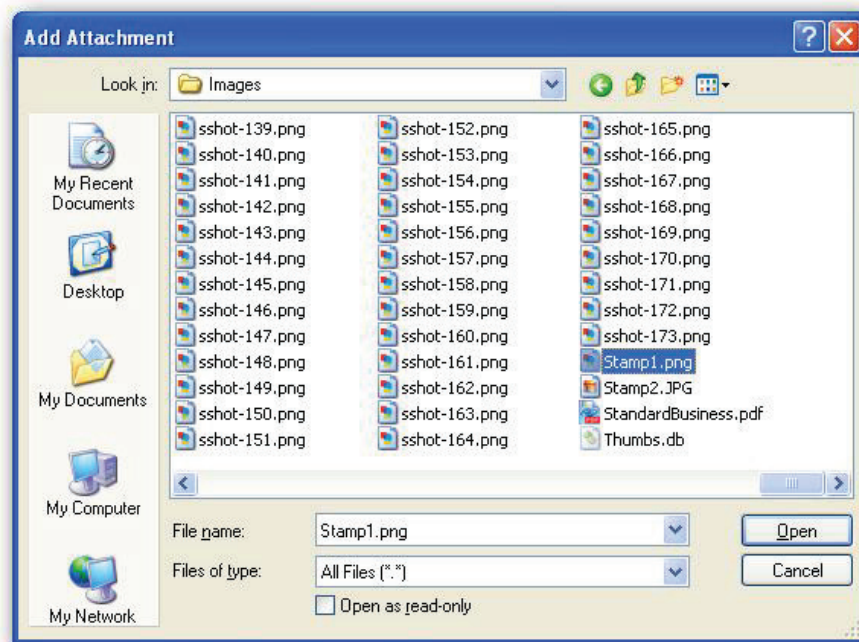 Add Attachment
Look in:
Images
My Recent
Documents
Desktop
My Documents
My Computer
My Network
sshot-139.png
sshot-140.png
sshot-141.png
sshot-142.png
sshot-143.png
sshot-144.png
sshot-145.png
sshot-146.png
sshot-147.png
sshot-148.png
sshot-149.png
sshot-150.png
sshot-151.png
sshot-152.png
sshot-153.png
sshot-154.png
sshot-155.png
sshot-156.png
sshot-157.png
sshot-158.png
sshot-159.png
sshot-160.png
sshot-161.png
sshot-162.png
sshot-163.png
sshot-164.png
sshot-165.png
sshot-166.png
sshot-167.png
sshot-168.png
sshot-169.png
sshot-170.png
sshot-171.png
sshot-172.png
sshot-173.png
Stamp1.png
Stamp2.JPG
StandardBusiness.pdf
Thumbs.db
File name:
Stamp1.png
Open
Files of type:
All Files (*.*)
Cancel
Open as read-only